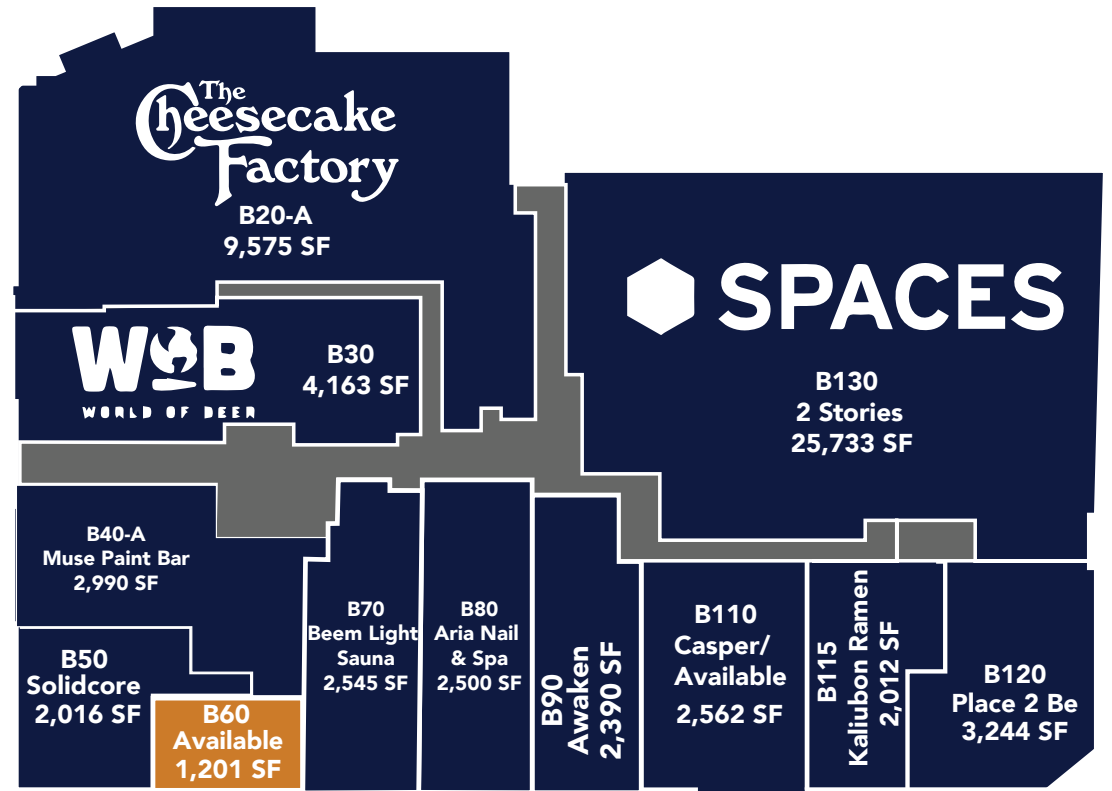 The
Cheesecake
Factory
B20-A
9,575 SF
SPACES
B130
2 Stories
25,733 SF
WOB
WORLD OF BEER
B30
4,163 SF
B40-A
Muse Paint Bar
2,990 SF
B50
Solidcore
2,016 SF
B60
Available
1,201 SF
B70
Beem Light
Sauna
2,545 SF
B80
Aria Nail
& Spa
2,500 SF
B90
Awaken
2,390 SF
B110
Casper/
Available
2,562 SF
B115
Kaliubon Ramen
2,012 SF
B120
Place 2 Be
3,244 SF